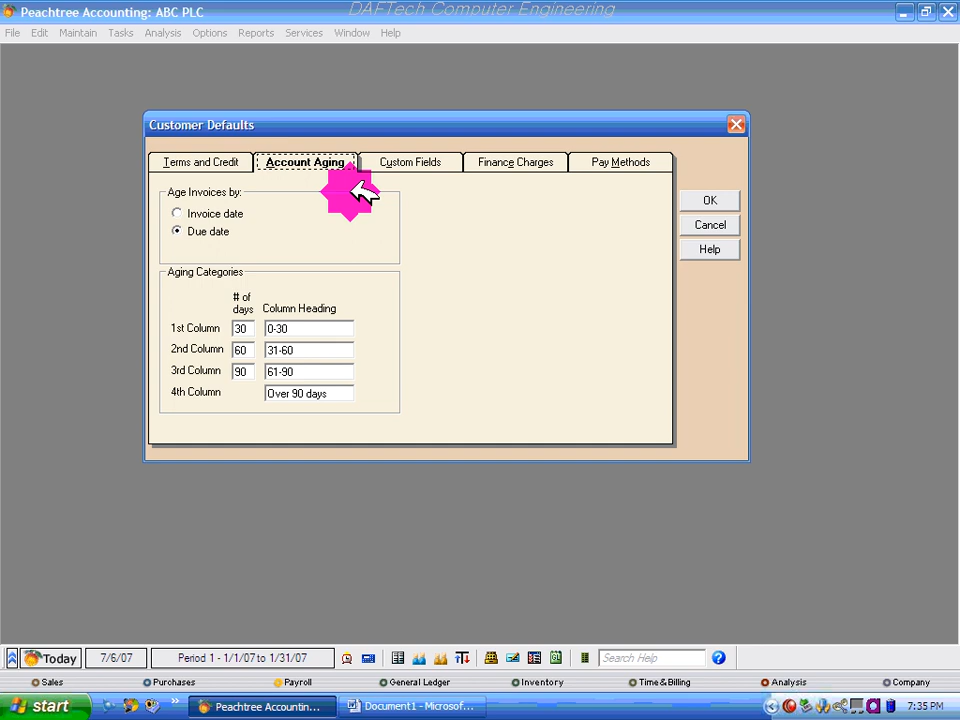 Peachtree Accounting: ABC PLC
DAFTech Computer Engineering
File Edit Maintain Tasks Analysis Options Reports Services Window Help
Customer Defaults
Terms and Credit Account Aging Custom Fields Finance Charges Pay Methods
Age Invoices by:
Invoice date
Due date
OK
Cancel
Help
Aging Categories
# of
days Column Heading
1st Column 30 0-30
2nd Column 60 31-60
3rd Column 90 61-90
4th Column Over 90 days
Today 7/6/07 Period 1 - 1/1/07 to 1/31/07 Search Help
Sales Purchases Payroll General Ledger Inventory Time & Billing Analysis Company
start Peachtree Accountin... Document1 - Microsof... 7:35 PM